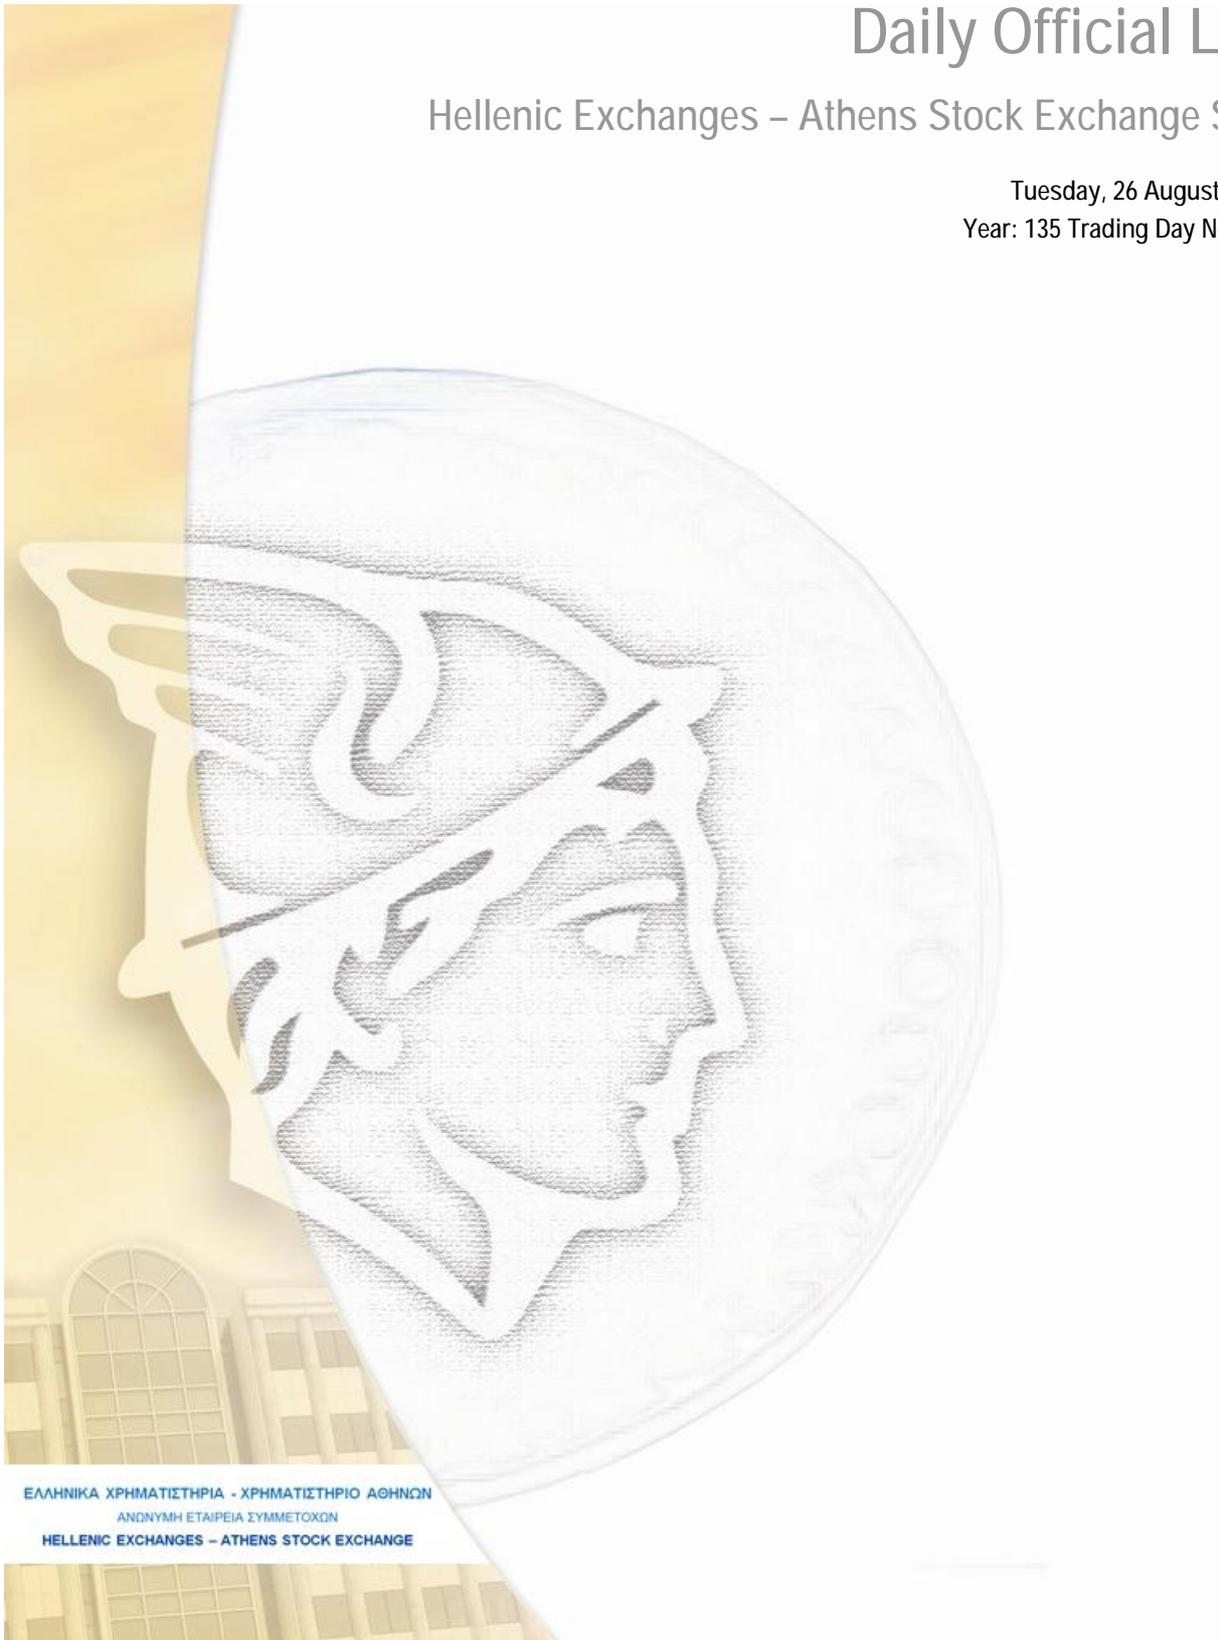 Daily Official L
Hellenic Exchanges – Athens Stock Exchange S
Tuesday, 26 August
Year: 135 Trading Day N
ΕΛΛΗΝΙΚΑ ΧΡΗΜΑΤΙΣΤΗΡΙΑ - ΧΡΗΜΑΤΙΣΤΗΡΙΟ ΑΘΗΝΩΝ
ΑΝΩΝΥΜΗ ΕΤΑΙΡΕΙΑ ΣΥΜΜΕΤΟΧΩΝ
HELLENIC EXCHANGES – ATHENS STOCK EXCHANGE